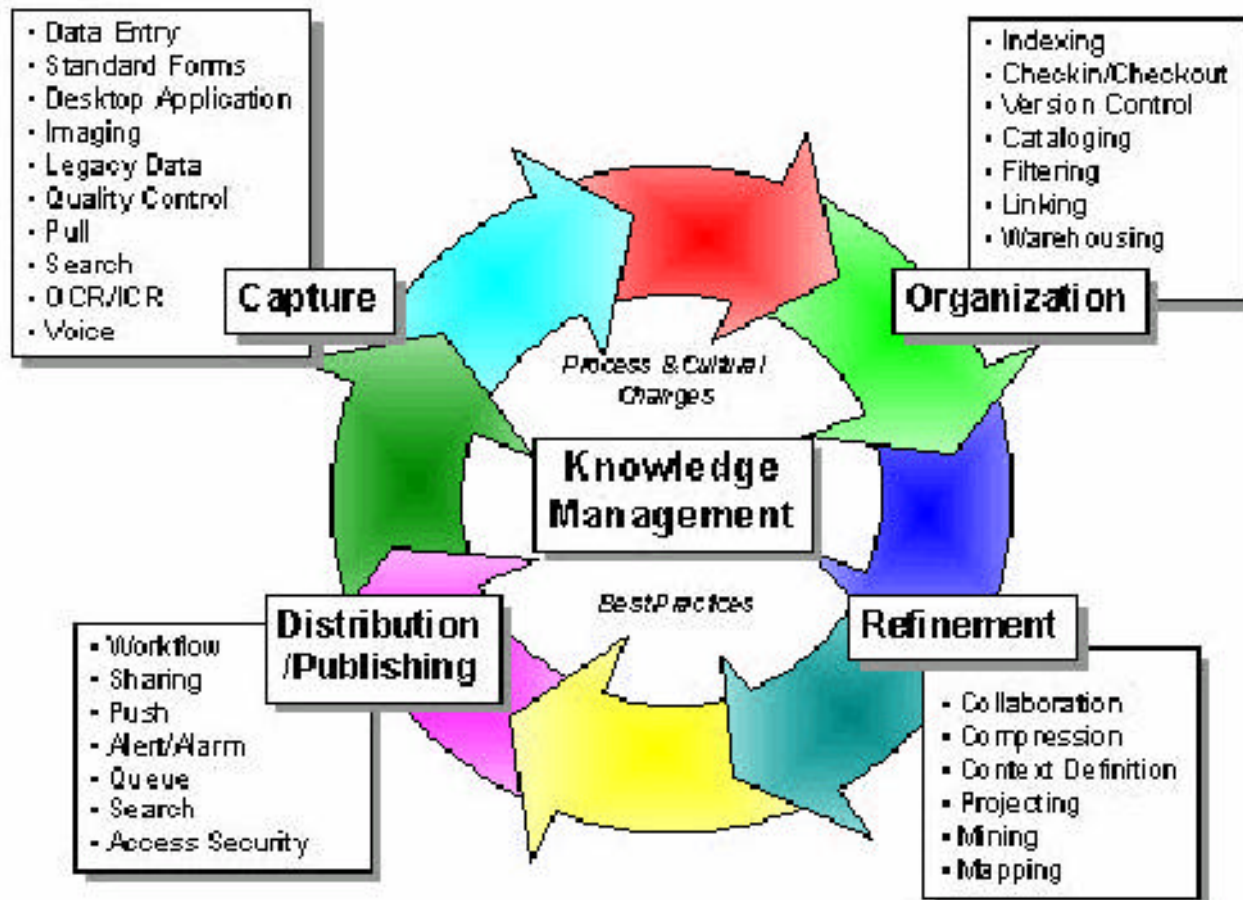 • Data Entry
• Standard Forms
• Desktop Application
• Imaging
• Legacy Data
• Quality Control
• Pull
• Search
• OCR/ICR
• Voice
Capture
• Indexing
• Checkin/Checkout
• Version Control
• Cataloging
• Filtering
• Linking
• Warehousing
Organization
Process & Cultural
Changes
Knowledge
Management
Best Practices
Distribution
/Publishing
• Workflow
• Sharing
• Push
• Alert/Alarm
• Queue
• Search
• Access Security
Refinement
• Collaboration
• Compression
• Context Definition
• Projecting
• Mining
• Mapping